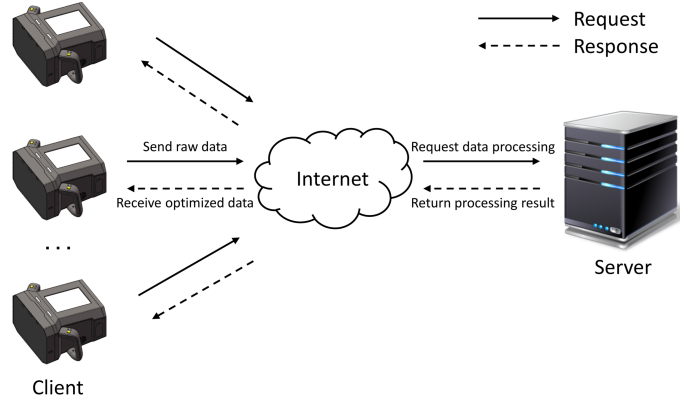 Request
Response
Send raw data
Request data processing
Internet
Receive optimized data
Return processing result
. . .
Server
Client